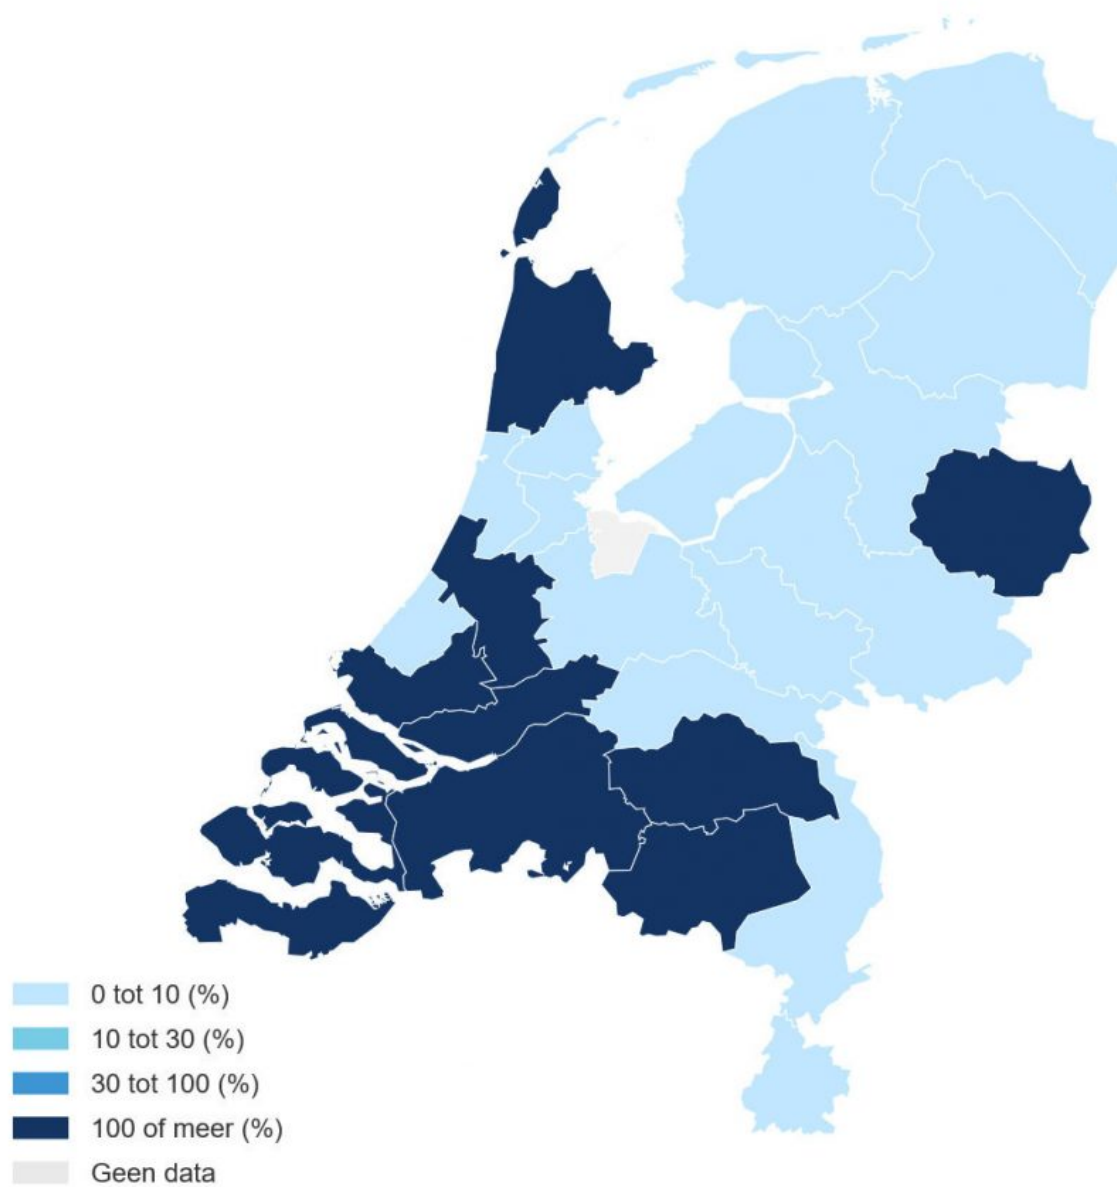 0 tot 10 (%)
10 tot 30 (%)
30 tot 100 (%)
100 of meer (%)
Geen data